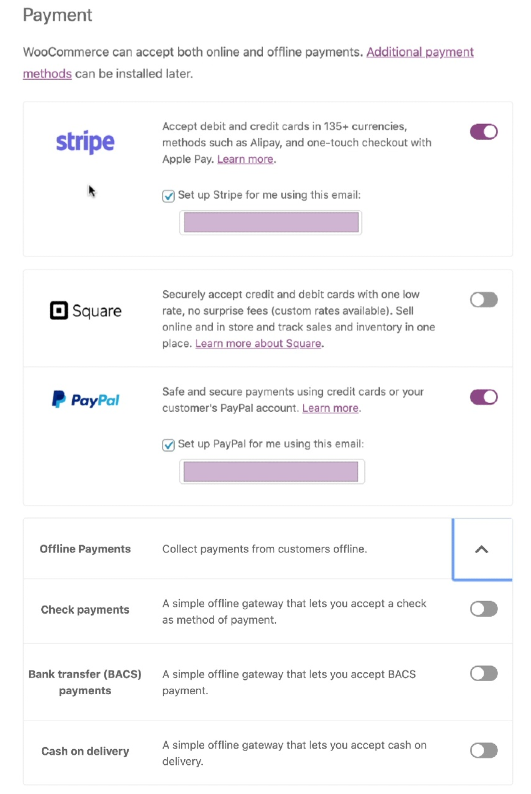 Payment
WooCommerce can accept both online and offline payments. Additional payment
methods can be installed later.
stripe
Accept debit and credit cards in 135+ currencies,
methods such as Alipay, and one-touch checkout with
Apple Pay. Learn more.
Set up Stripe for me using this email:
Square
Securely accept credit and debit cards with one low
rate, no surprise fees (custom rates available). Sell
online and in store and track sales and inventory in one
place. Learn more about Square.
PayPal
Safe and secure payments using credit cards or your
customer's PayPal account. Learn more.
Set up PayPal for me using this email:
Offline Payments
Collect payments from customers offline.
Check payments
A simple offline gateway that lets you accept a check
as method of payment.
Bank transfer (BACS)
payments
A simple offline gateway that lets you accept BACS
payment.
Cash on delivery
A simple offline gateway that lets you accept cash on
delivery.